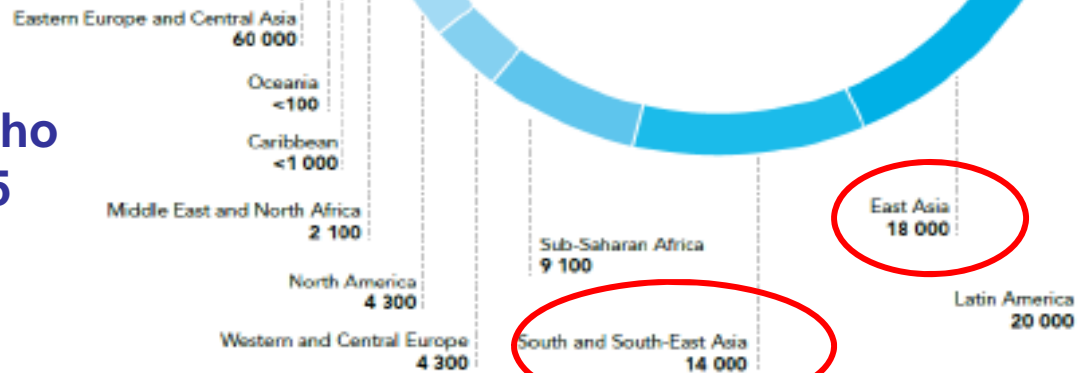 Eastern Europe and Central Asia
60 000
Oceania
<100
ho
Caribbean
<1 000
5
Middle East and North Africa
2 100
East Asia
18 000
Sub-Saharan Africa
9 100
North America
4 300
Latin America
20 000
Western and Central Europe
4 300
South and South-East Asia
14 000